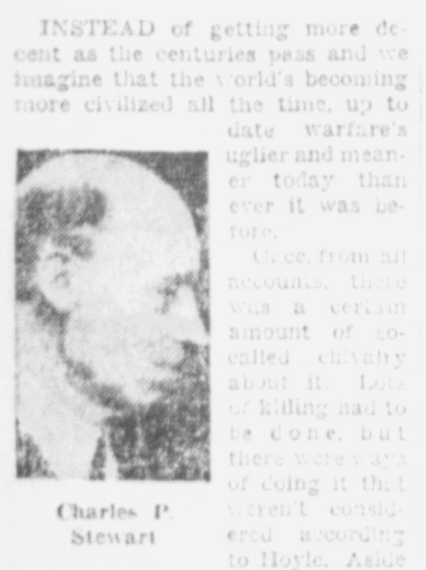 INSTEAD of getting more de-
cent as the centuries pass and we
imagine that the world's becoming
more civilized all the time, up to
date warfare's
uglier and mean-
er today than
ever it was be-
fore.
Once, from all
accounts, there
was a certain
amount of so-
called chivalry
about it. Lots
of killing had to
be done, but
there were ways
of doing it that
weren't consid-
ered according
to Hoyle. Aside
Charles P.
Stewart